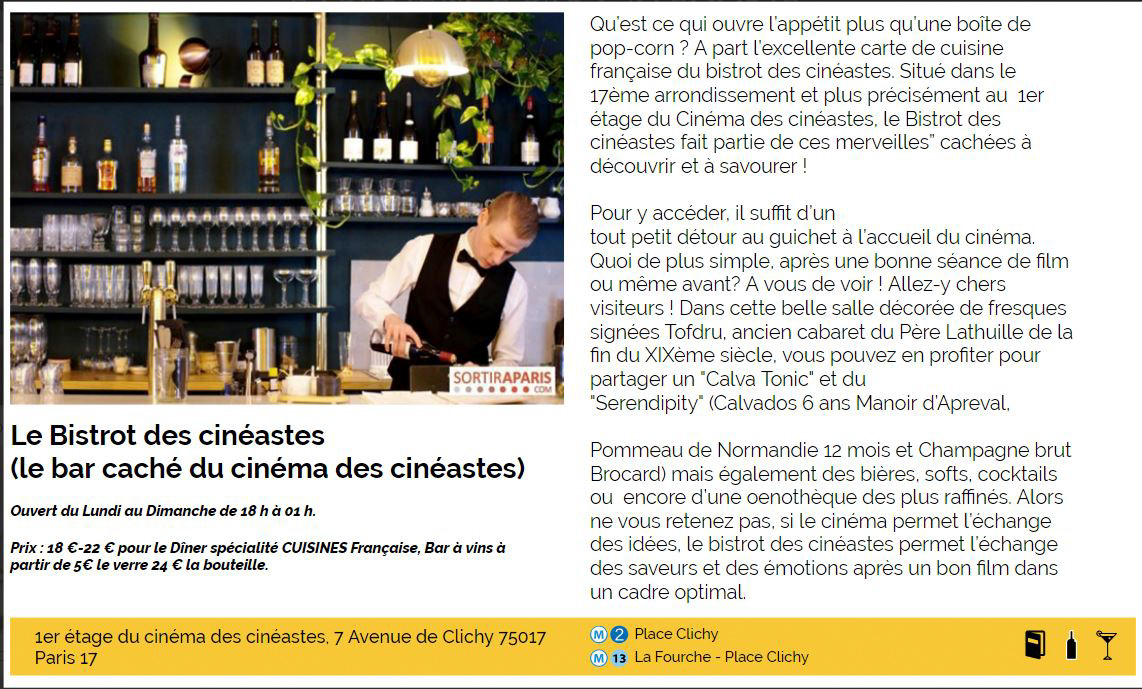 SORTIRAPARIS
COM
Le Bistrot des cinéastes
(le bar caché du cinéma des cinéastes)
Ouvert du Lundi au Dimanche de 18 h à 01 h.
Prix : 18 €-22 € pour le Dîner spécialité CUISINES Française, Bar à vins à
partir de 5€ le verre 24 € la bouteille.
Qu'est ce qui ouvre l'appétit plus qu'une boîte de
pop-corn ? A part l'excellente carte de cuisine
française du bistrot des cinéastes. Situé dans le
17ème arrondissement et plus précisément au 1er
étage du Cinéma des cinéastes, le Bistrot des
cinéastes fait partie de ces merveilles” cachées à
découvrir et à savourer !
Pour y accéder, il suffit d'un
tout petit détour au guichet à l'accueil du cinéma.
Quoi de plus simple, après une bonne séance de film
ou même avant? A vous de voir ! Allez-y chers
visiteurs ! Dans cette belle salle décorée de fresques
signées Tofdru, ancien cabaret du Père Lathuille de la
fin du XIXème siècle, vous pouvez en profiter pour
partager un "Calva Tonic" et du
"Serendipity" (Calvados 6 ans Manoir d'Apreval,
Pommeau de Normandie 12 mois et Champagne brut
Brocard) mais également des bières, softs, cocktails
ou encore d'une oenothèque des plus raffinés. Alors
ne vous retenez pas, si le cinéma permet l'échange
des idées, le bistrot des cinéastes permet l'échange
des saveurs et des émotions après un bon film dans
un cadre optimal.
1er étage du cinéma des cinéastes, 7 Avenue de Clichy 75017
Paris 17
M 2 Place Clichy
M 13 La Fourche - Place Clichy